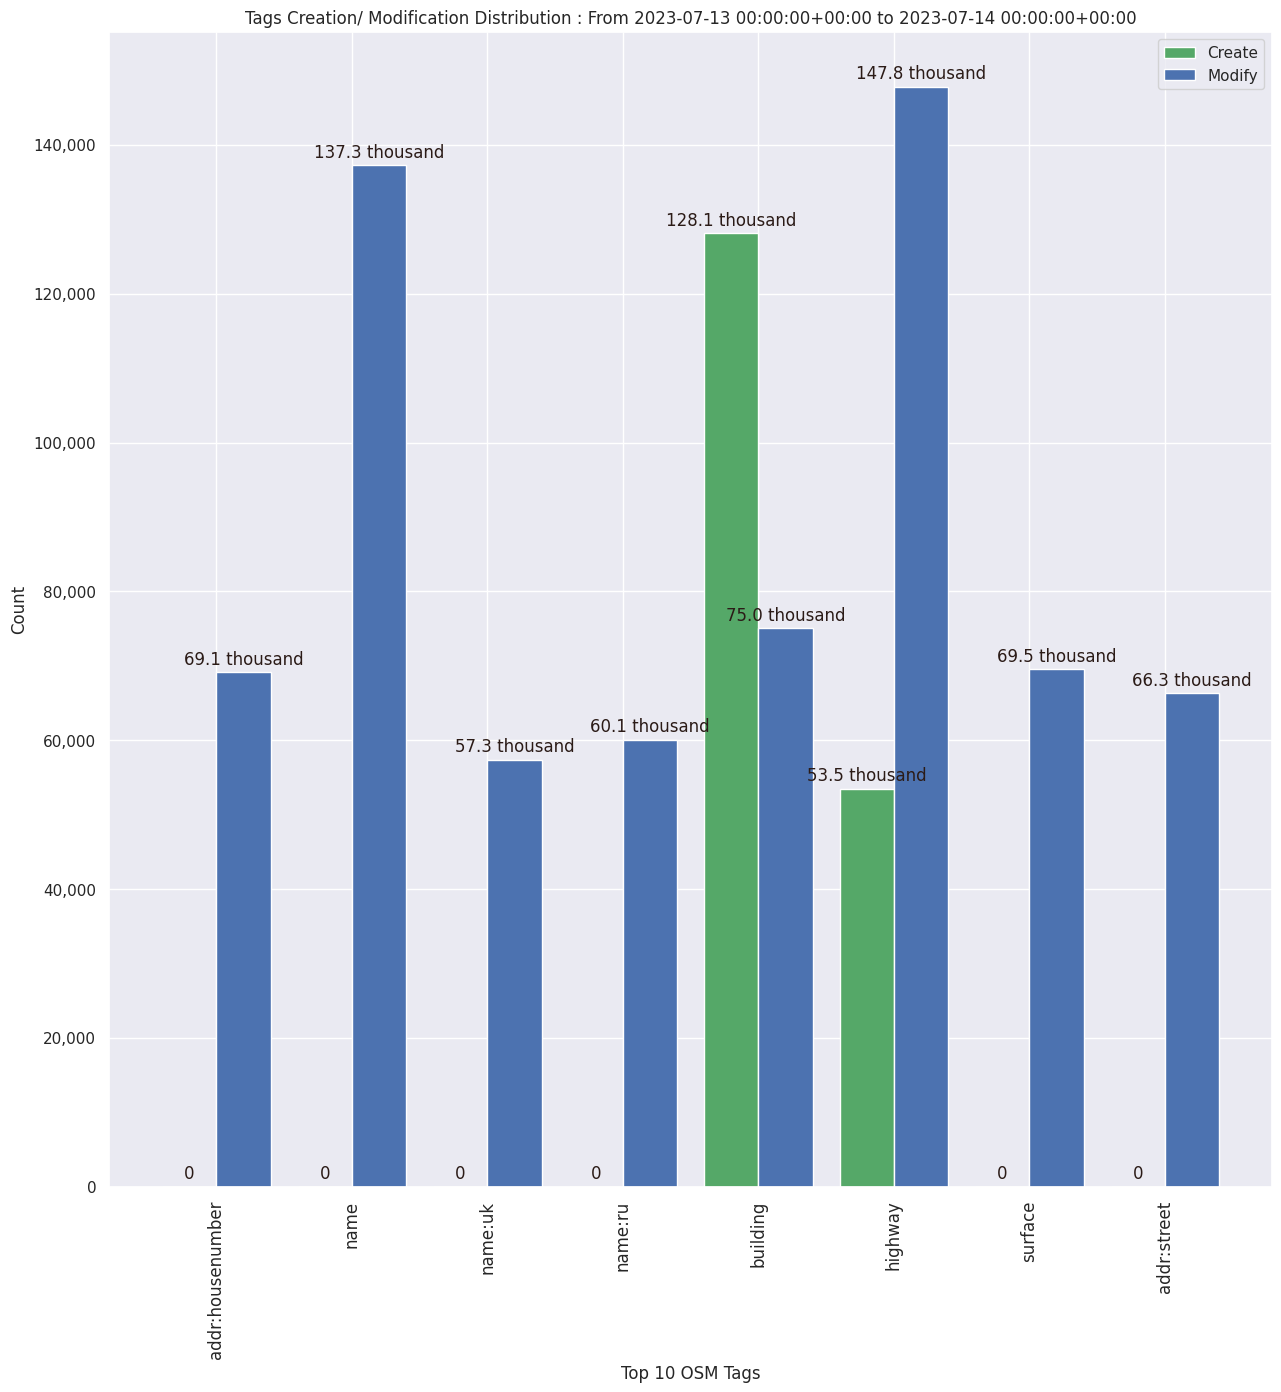 Tags Creation/ Modification Distribution : From 2023-07-13 00:00:00+00:00 to 2023-07-14 00:00:00+00:00
Create
Modify
147.8 thousand
137.3 thousand
128.1 thousand
75.0 thousand
69.1 thousand
69.5 thousand
66.3 thousand
60.1 thousand
57.3 thousand
53.5 thousand
0
0
0
0
0
0
140,000
120,000
100,000
80,000
60,000
40,000
20,000
0
Count
addr:housenumber
name
name:uk
name:ru
building
highway
surface
addr:street
Top 10 OSM Tags